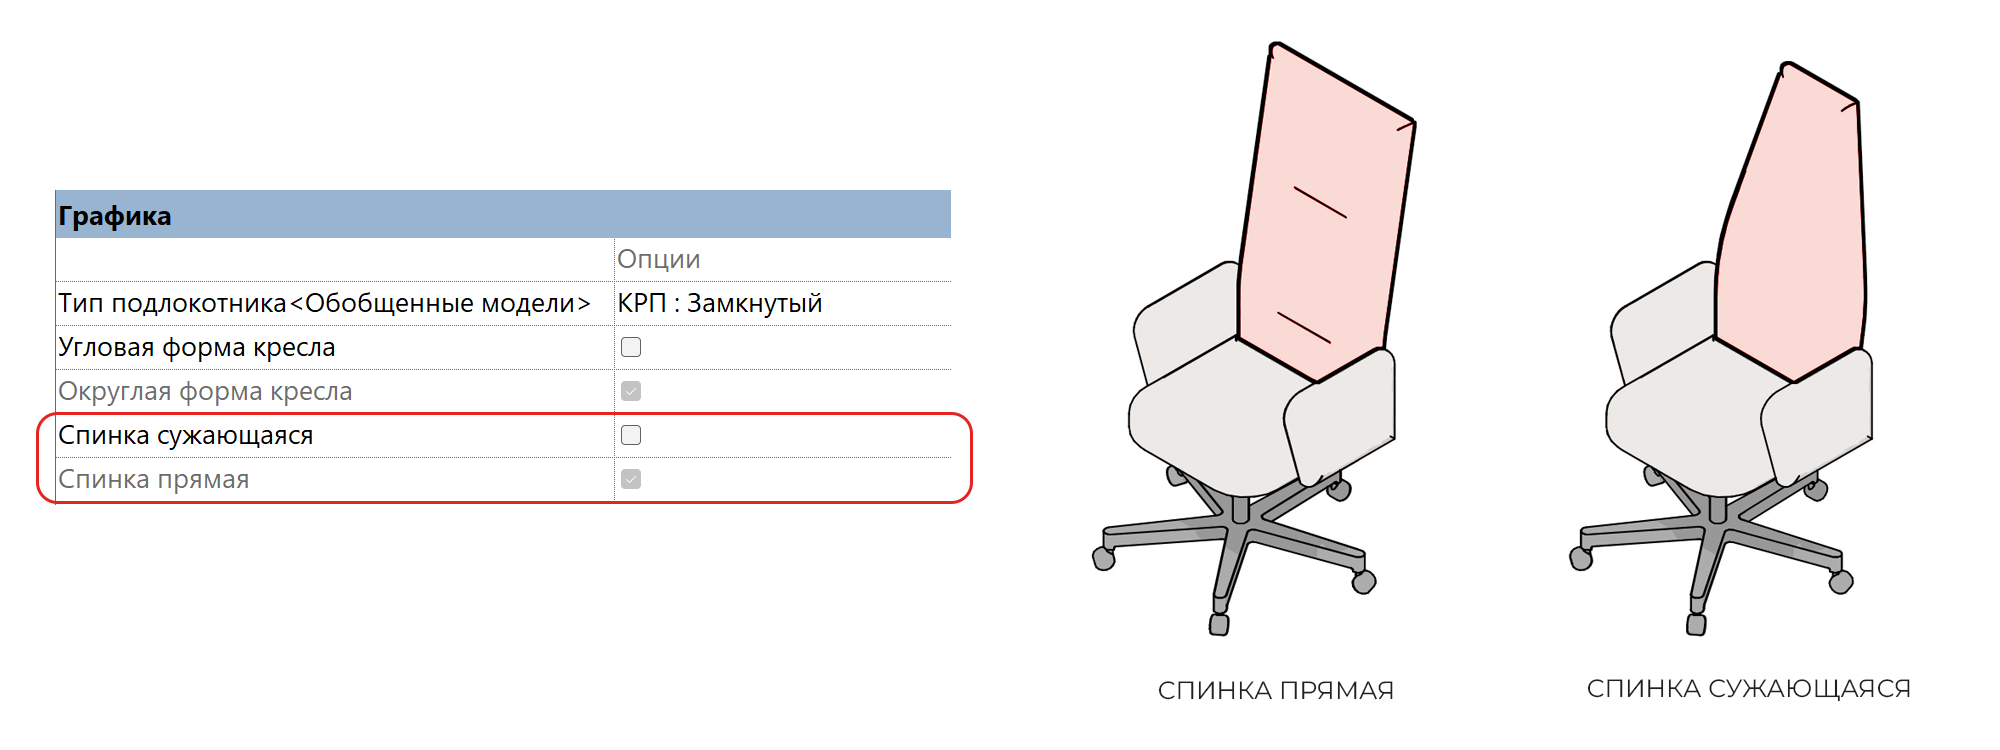 Графика
Опции
Тип подлокотника<Обобщенные модели> КРП : Замкнутый
Угловая форма кресла
Округлая форма кресла
Спинка сужающаяся
Спинка прямая
СПИНКА ПРЯМАЯ
СПИНКА СУЖАЮЩАЯСЯ